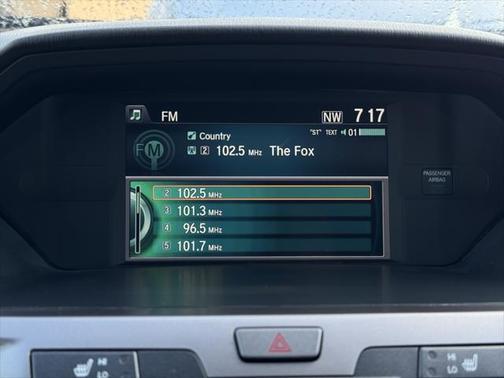 FM NW 7 17
Country "ST" TEXT 01
FM 2 102.5 MHz The Fox
2 102.5 MHz
3 101.3 MHz
4 96.5 MHz
5 101.7 MHz
PASSENGER
AIRBAG
HI HI
LO LO